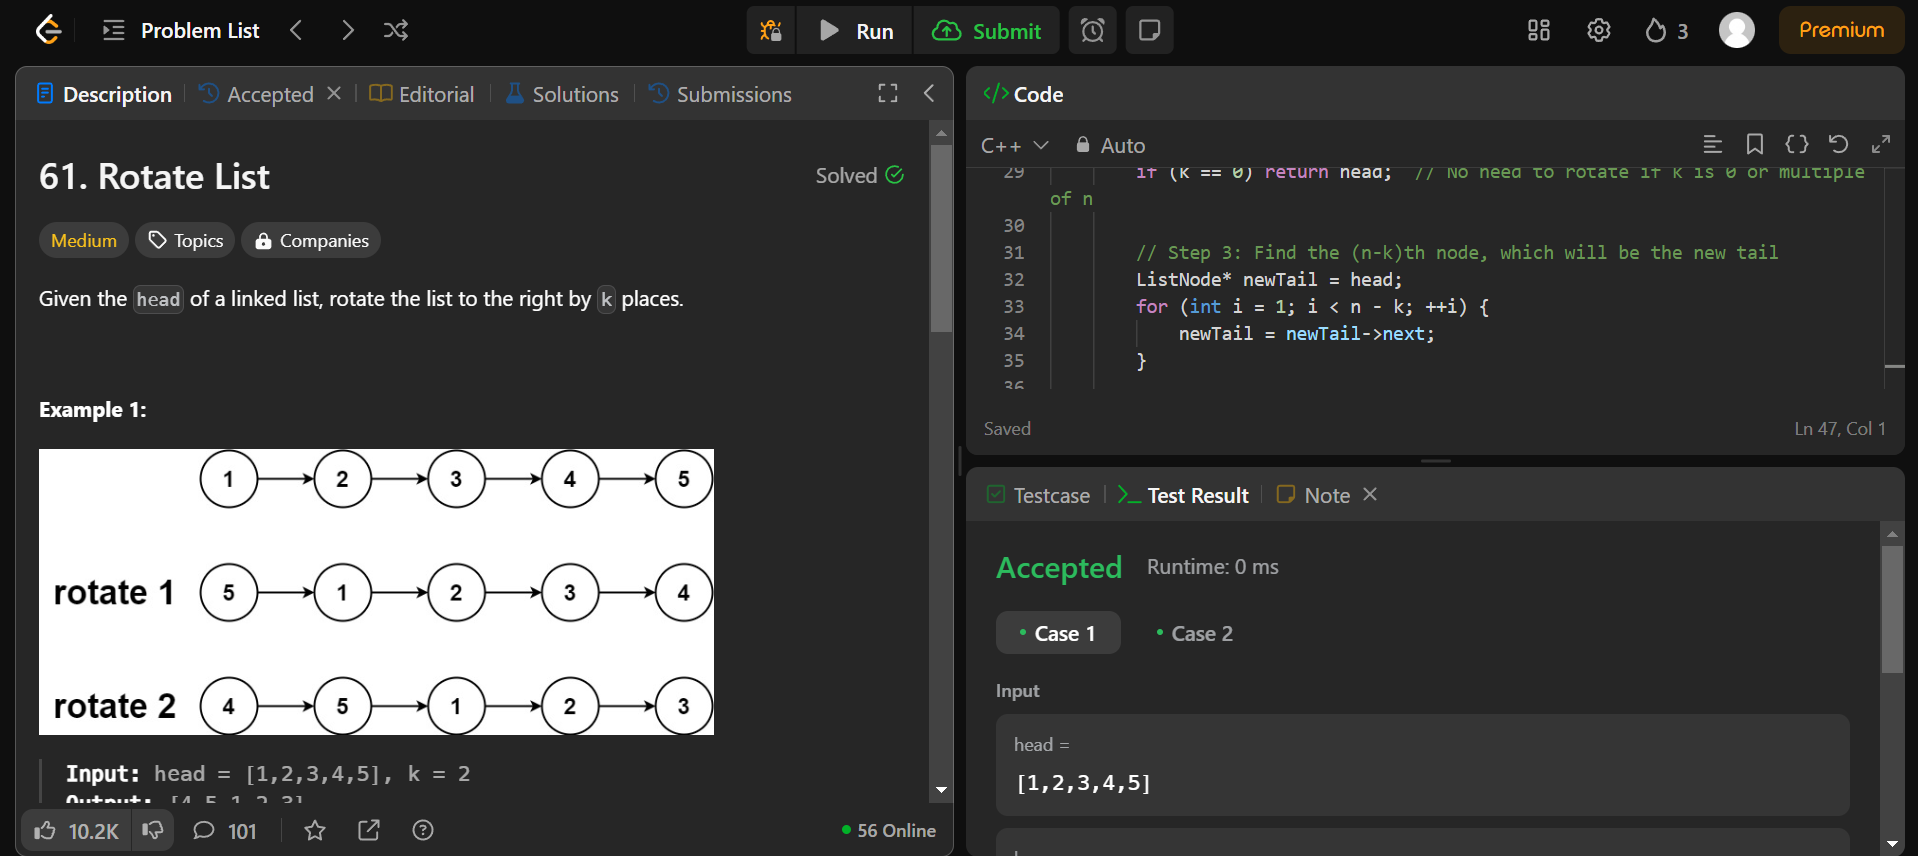 Problem List
Run
Submit
3
Premium
Description
Accepted
Editorial
Solutions
Submissions
61. Rotate List
Solved
Medium
Topics
Companies
Given the head of a linked list, rotate the list to the right by k places.
Example 1:
1 2 3 4 5
rotate 1 5 1 2 3 4
rotate 2 4 5 1 2 3
Input: head = [1,2,3,4,5], k = 2
Output: [4,5,1,2,3]
10.2K
101
56 Online
</> Code
C++
Auto
29 if (k == 0) return head; // No need to rotate if k is 0 or multiple
of n
30
31 // Step 3: Find the (n-k)th node, which will be the new tail
32 ListNode* newTail = head;
33 for (int i = 1; i < n - k; ++i) {
34 newTail = newTail->next;
35 }
36
Saved
Ln 47, Col 1
Testcase
Test Result
Note
Accepted
Runtime: 0 ms
Case 1
Case 2
Input
head =
[1,2,3,4,5]